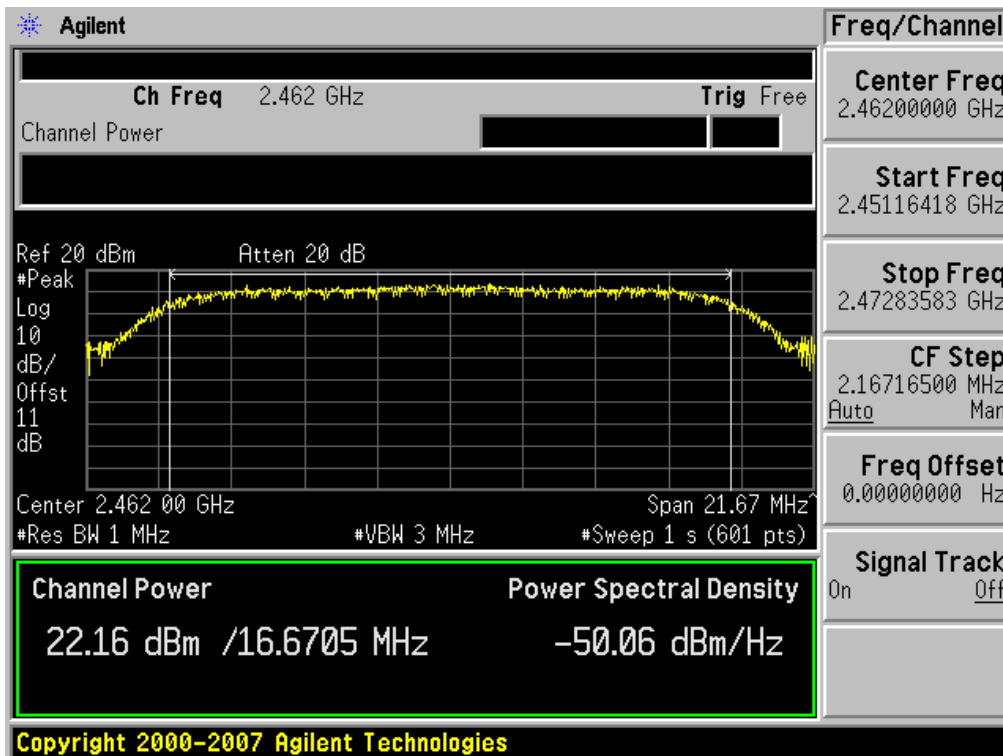 Agilent
Freq/Channel
Ch Freq 2.462 GHz Trig Free
Channel Power
Center Freq
2.46200000 GHz
Start Freq
2.45116418 GHz
Stop Freq
2.47283583 GHz
CF Step
2.16716500 MHz
Auto Man
Freq Offset
0.00000000 Hz
Signal Track
On Off
Ref 20 dBm Atten 20 dB
#Peak
Log
10
dB/
Offst
11
dB
Center 2.462 00 GHz Span 21.67 MHz^
#Res BW 1 MHz #VBW 3 MHz #Sweep 1 s (601 pts)
Channel Power Power Spectral Density
22.16 dBm /16.6705 MHz -50.06 dBm/Hz
Copyright 2000-2007 Agilent Technologies